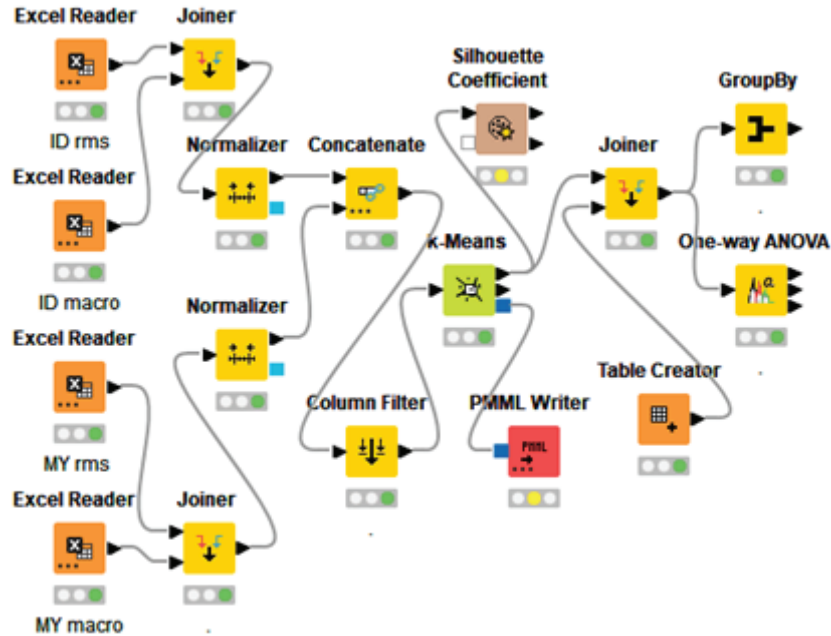 Excel Reader
Joiner
ID rms
Excel Reader
ID macro
Normalizer
Concatenate
Silhouette
Coefficient
GroupBy
Joiner
k-Means
One-way ANOVA
Excel Reader
MY rms
Normalizer
Column Filter
PMML Writer
PMML
Table Creator
Excel Reader
Joiner
MY macro